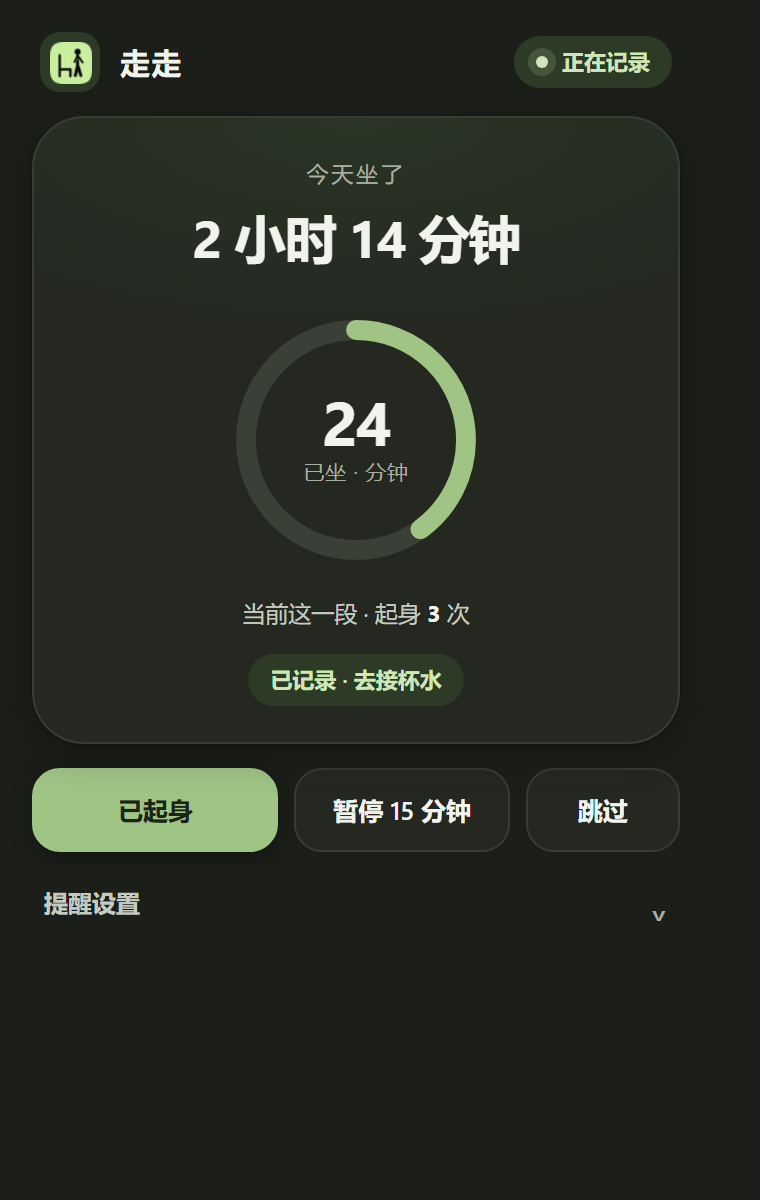 走走
正在记录
今天坐了
2 小时 14 分钟
24
已坐 · 分钟
当前这一段 · 起身 3 次
已记录 · 去接杯水
已起身
暂停 15 分钟
跳过
提醒设置